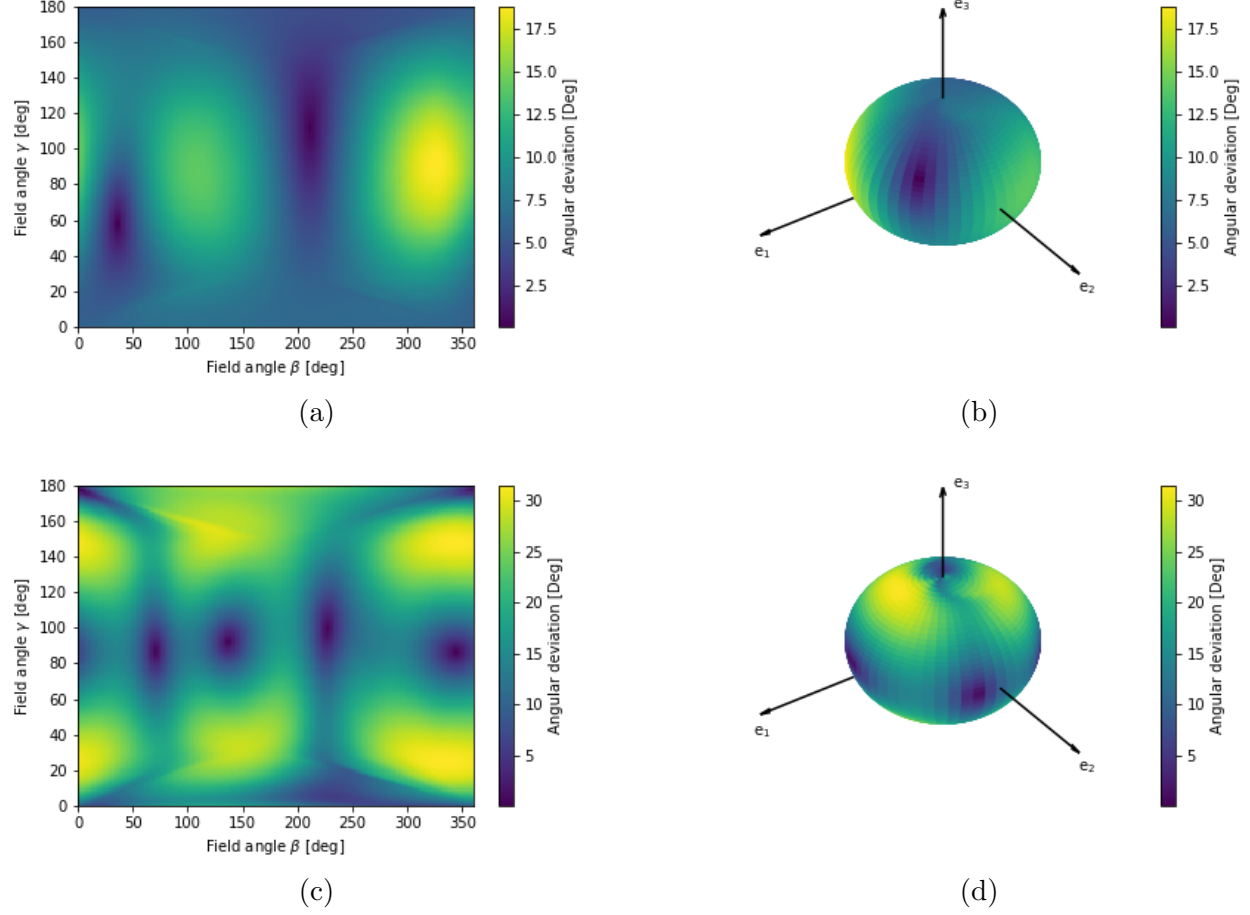 180
160
140
120
100
80
60
40
20
0
0 50 100 150 200 250 300 350
Field angle γ [deg]
Field angle β [deg]
17.5
15.0
12.5
10.0
7.5
5.0
2.5
Angular deviation [Deg]
(a)
e₃
e₁
e₂
17.5
15.0
12.5
10.0
7.5
5.0
2.5
Angular deviation [Deg]
(b)
180
160
140
120
100
80
60
40
20
0
0 50 100 150 200 250 300 350
Field angle γ [deg]
Field angle β [deg]
30
25
20
15
10
5
Angular deviation [Deg]
(c)
e₃
e₁
e₂
30
25
20
15
10
5
Angular deviation [Deg]
(d)